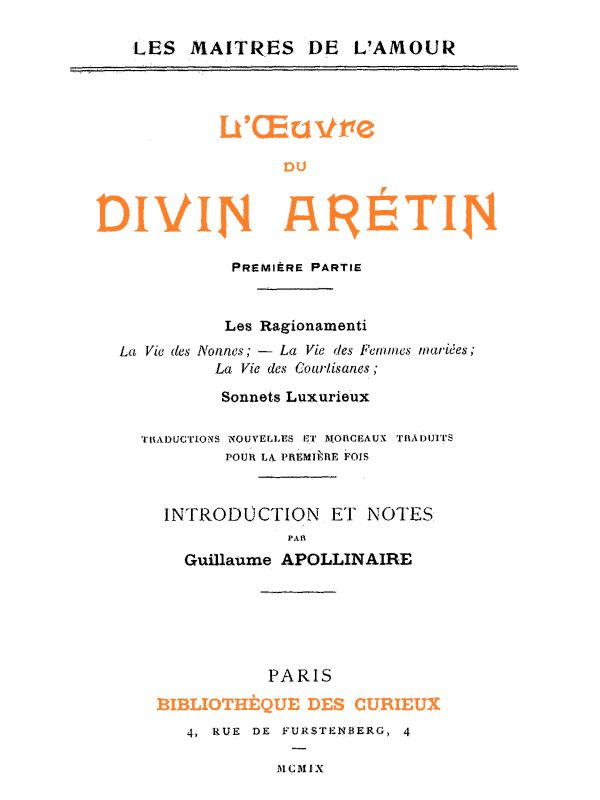 LES MAITRES DE L'AMOUR
L'Œuvre
DU
DIVIN ARÉTIN
PREMIÈRE PARTIE
Les Ragionamenti
La Vie des Nonnes ; — La Vie des Femmes mariées ;
La Vie des Courtisanes ;
Sonnets Luxurieux
TRADUCTIONS NOUVELLES ET MORCEAUX TRADUITS
POUR LA PREMIÈRE FOIS
INTRODUCTION ET NOTES
PAR
Guillaume APOLLINAIRE
PARIS
BIBLIOTHÈQUE DES CURIEUX
4, RUE DE FURSTENBERG, 4
MCMIX